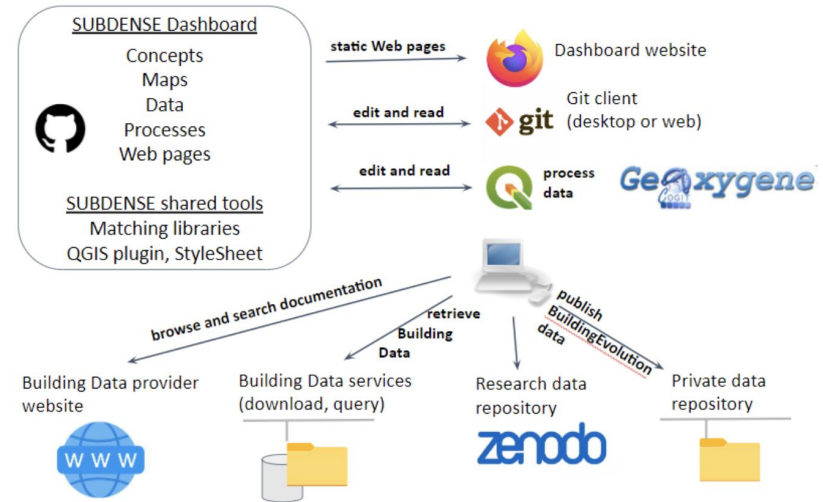 SUBDENSE Dashboard
Concepts
Maps
Data
Processes
Web pages
SUBDENSE shared tools
Matching libraries
QGIS plugin, StyleSheet
static Web pages
Dashboard website
edit and read
git
Git client
(desktop or web)
edit and read
process
data
GeOxygene
COGIT
browse and search documentation
retrieve
Building
Data
publish
BuildingEvolution
data
Building Data provider
website
WWW
Building Data services
(download, query)
Research data
repository
zenodo
Private data
repository